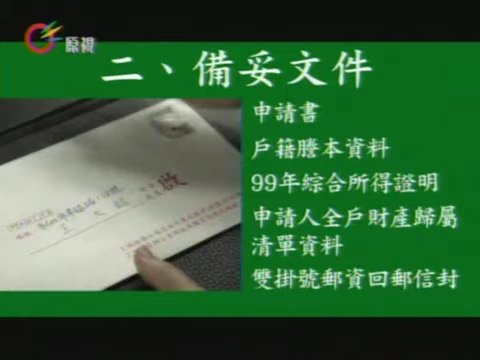 原視
二、備妥文件
申請書
戶籍謄本資料
99年綜合所得證明
申請人全戶財產歸屬
清單資料
雙掛號郵資回郵信封
啟